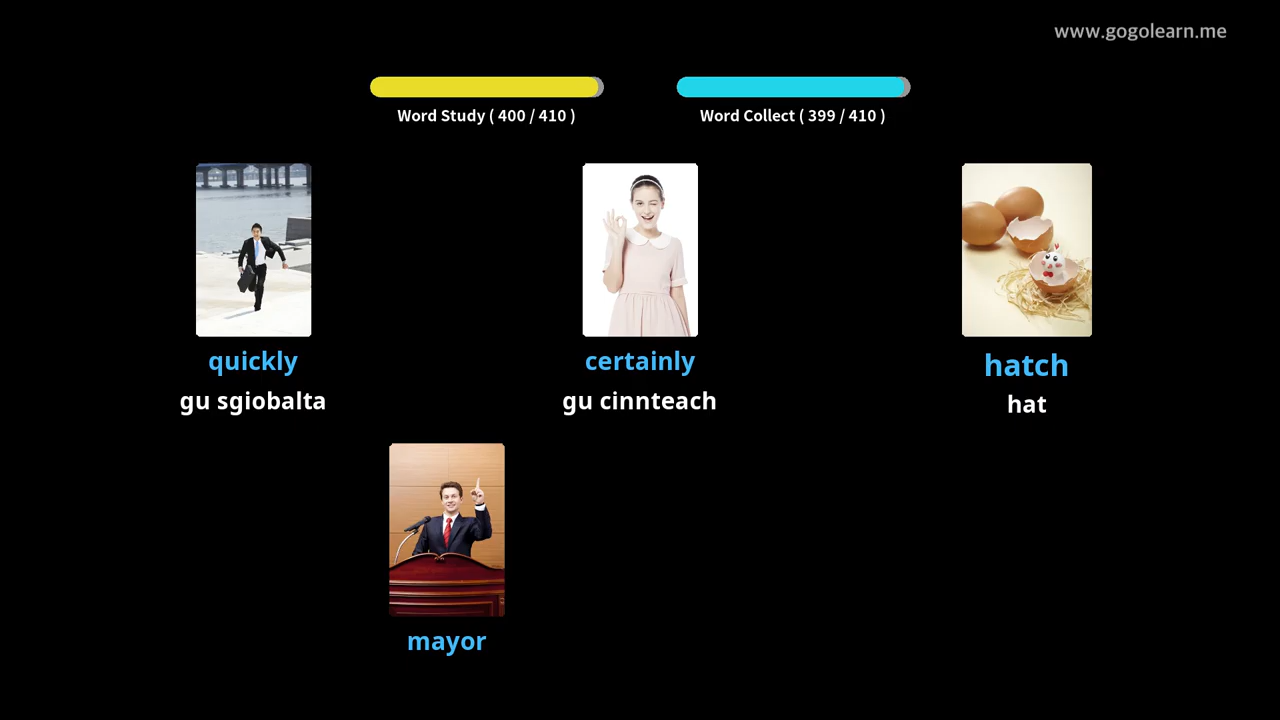 www.gogolearn.me
Word Study ( 400 / 410 )
Word Collect ( 399 / 410 )
quickly
gu sgiobalta
certainly
gu cinnteach
hatch
hat
mayor